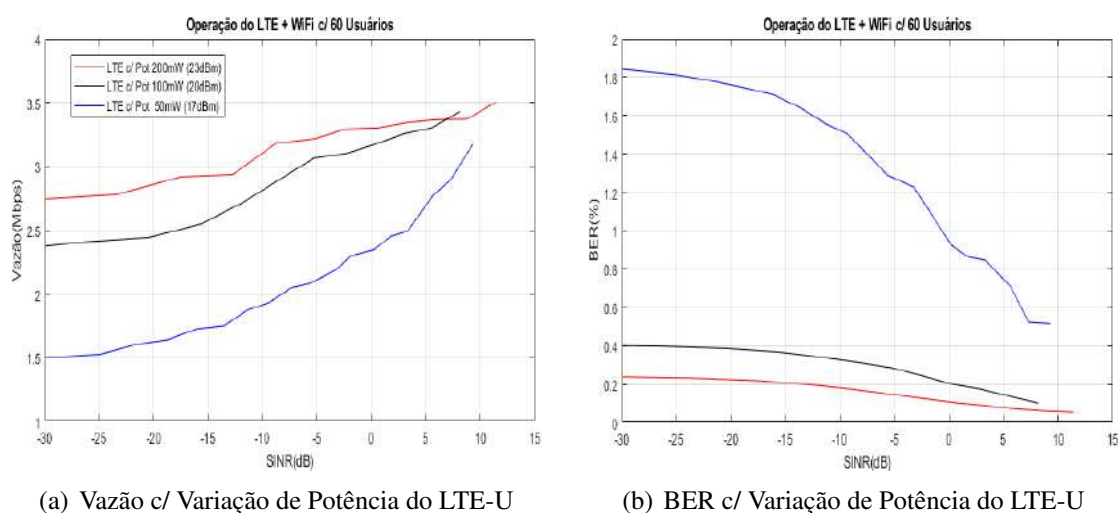 Operação do LTE + WiFi c/ 60 Usuários
Vazão(Mbps)
4
3.5
3
2.5
2
1.5
1
LTE c/ Pot 200mW (23dBm)
LTE c/ Pot 100mW (20dBm)
LTE c/ Pot 50mW (17dBm)
-30 -25 -20 -15 -10 -5 0 5 10 15
SINR(dB)
(a) Vazão c/ Variação de Potência do LTE-U
Operação do LTE + WiFi c/ 60 Usuários
BER(%)
2
1.8
1.6
1.4
1.2
1
0.8
0.6
0.4
0.2
0
-30 -25 -20 -15 -10 -5 0 5 10 15
SINR(dB)
(b) BER c/ Variação de Potência do LTE-U